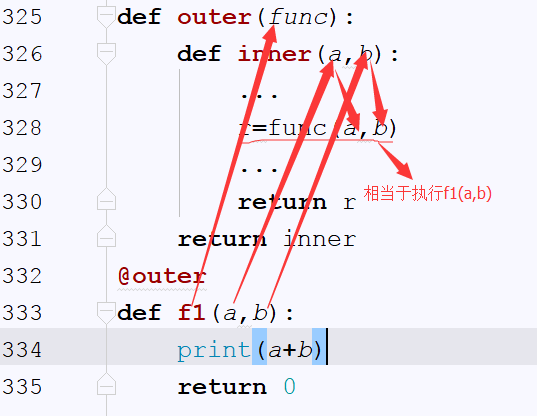 325 def outer(func):
326 def inner(a,b):
327 ...
328 r=func(a,b)
329 ...
330 return r
相当于执行f1(a,b)
331 return inner
332 @outer
333 def f1(a,b):
334 print(a+b)
335 return 0